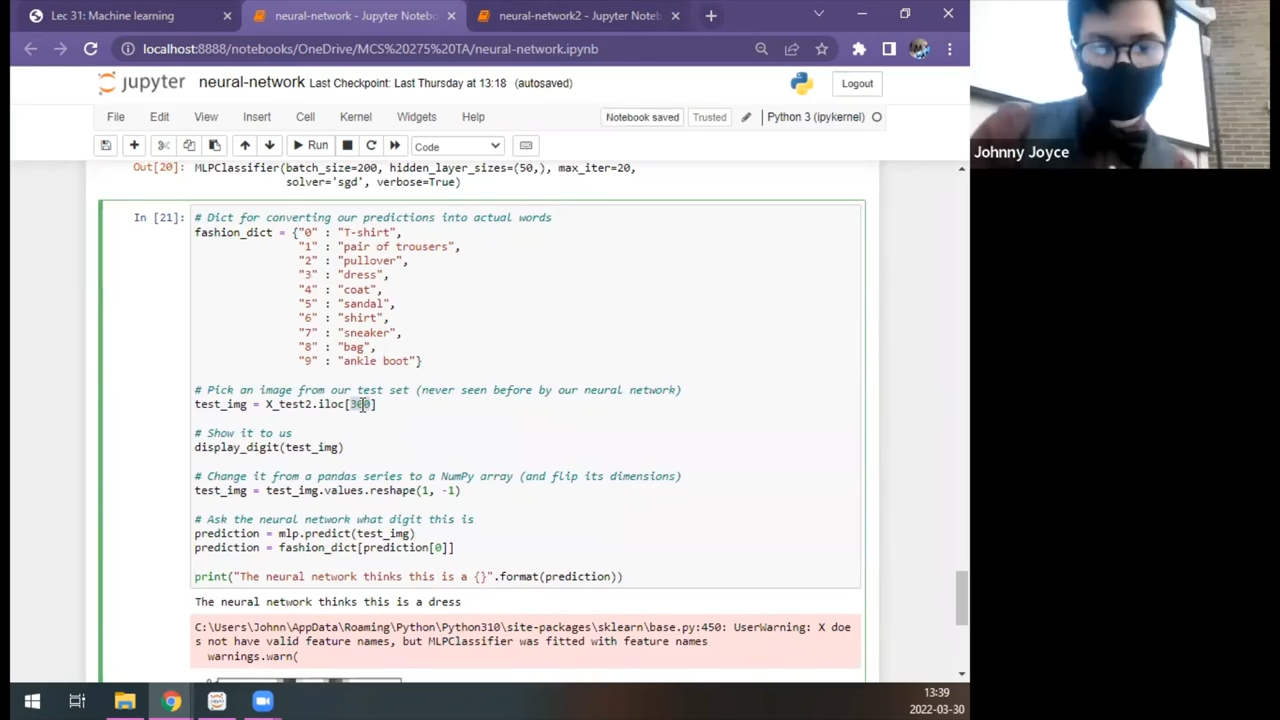 Lec 31: Machine learning
neural-network - Jupyter Notebo
neural-network2 - Jupyter Noteb
localhost:8888/notebooks/OneDrive/MCS%20275%20TA/neural-network.ipynb
jupyter neural-network Last Checkpoint: Last Thursday at 13:18 (autosaved)
Logout
File Edit View Insert Cell Kernel Widgets Help
Notebook saved Trusted Python 3 (ipykernel)
Run Code
Johnny Joyce
Out[20]: MLPClassifier(batch_size=200, hidden_layer_sizes=(50,), max_iter=20,
solver='sgd', verbose=True)
In [21]: # Dict for converting our predictions into actual words
fashion_dict = {"0" : "T-shirt",
"1" : "pair of trousers",
"2" : "pullover",
"3" : "dress",
"4" : "coat",
"5" : "sandal",
"6" : "shirt",
"7" : "sneaker",
"8" : "bag",
"9" : "ankle boot"}
# Pick an image from our test set (never seen before by our neural network)
test_img = X_test2.iloc[300]
# Show it to us
display_digit(test_img)
# Change it from a pandas series to a NumPy array (and flip its dimensions)
test_img = test_img.values.reshape(1, -1)
# Ask the neural network what digit this is
prediction = mlp.predict(test_img)
prediction = fashion_dict[prediction[0]]
print("The neural network thinks this is a {}".format(prediction))
The neural network thinks this is a dress
C:\Users\Johnn\AppData\Roaming\Python\Python310\site-packages\sklearn\base.py:450: UserWarning: X doe
s not have valid feature names, but MLPClassifier was fitted with feature names
warnings.warn(
0
13:39
2022-03-30